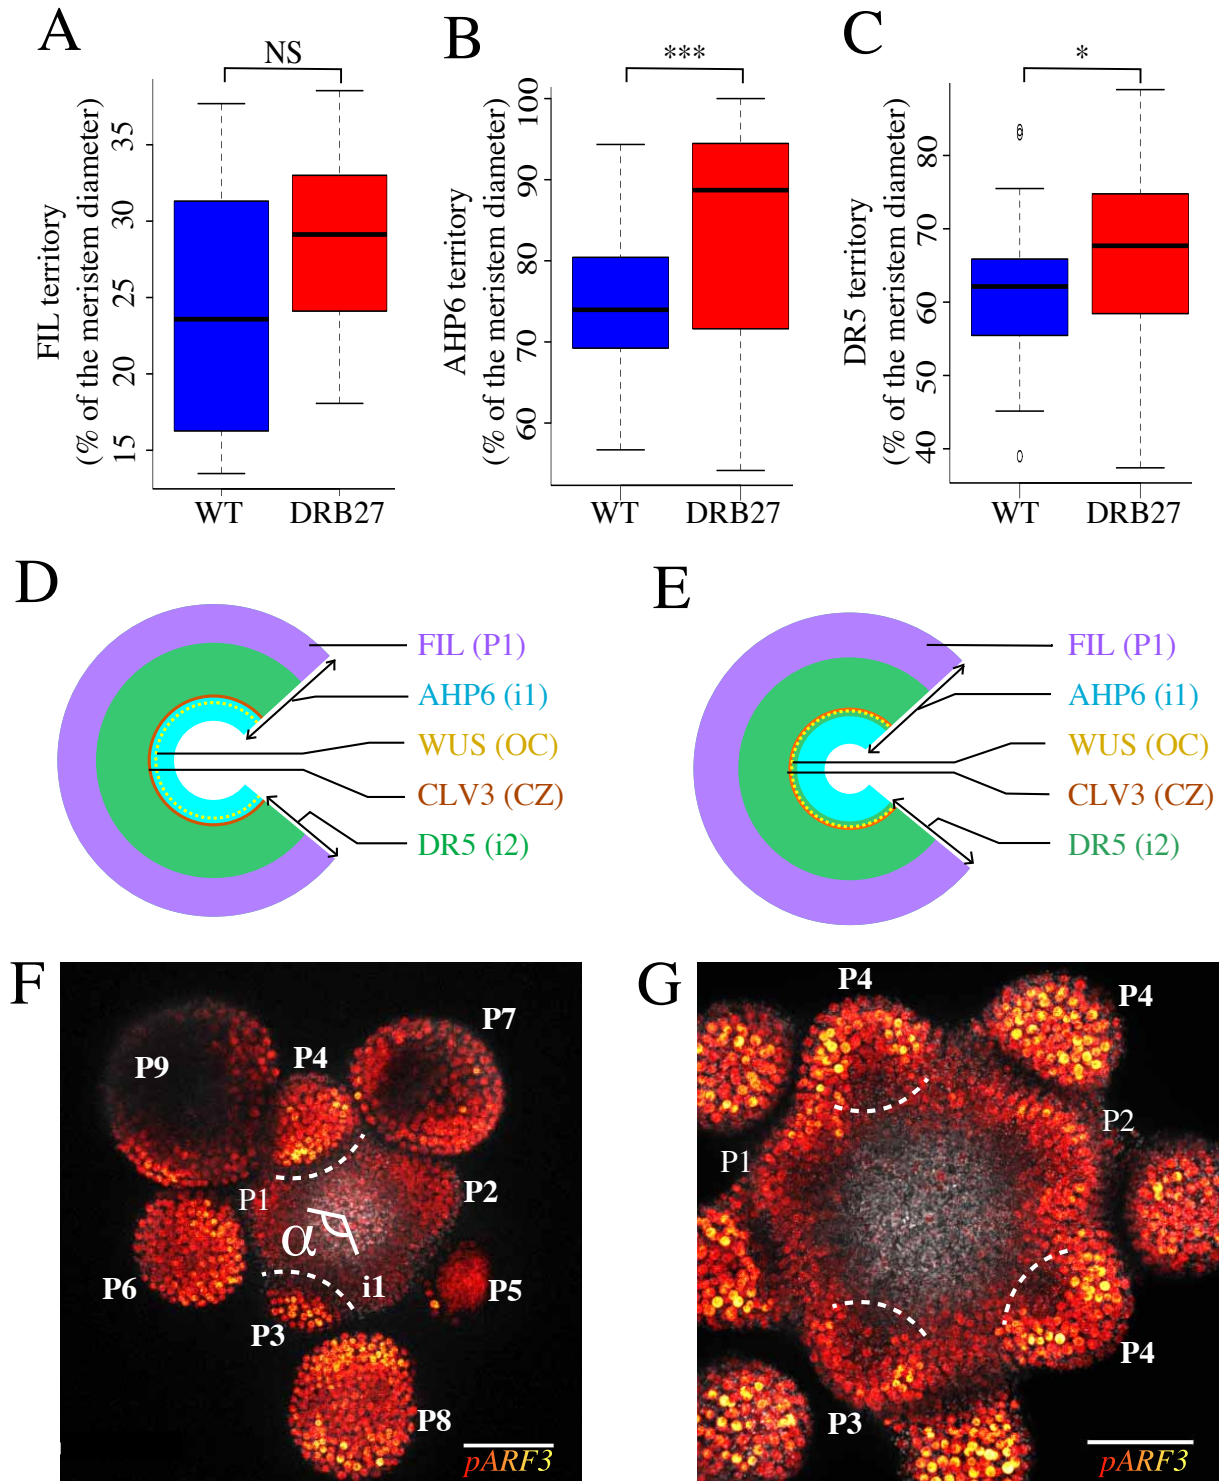 A
B
C
NS
***
*
FIL territory
(% of the meristem diameter)
35
30
25
20
15
WT
DRB27
AHP6 territory
(% of the meristem diameter)
100
90
80
70
60
WT
DRB27
DR5 territory
(% of the meristem diameter)
80
70
60
50
40
WT
DRB27
D
FIL (P1)
AHP6 (i1)
WUS (OC)
CLV3 (CZ)
DR5 (i2)
E
FIL (P1)
AHP6 (i1)
WUS (OC)
CLV3 (CZ)
DR5 (i2)
F
P7
P4
P9
P1
P2
α
i1
P6
P5
P3
P8
pARF3
G
P4
P4
P2
P1
P4
P3
pARF3